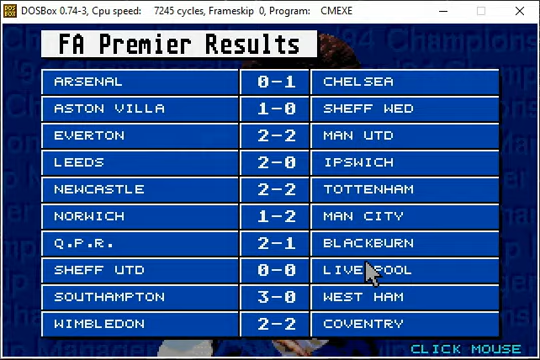 DOSBox 0.74-3, Cpu speed: 7245 cycles, Frameskip 0, Program: CMEXE
FA Premier Results
ARSENAL 0-1 CHELSEA
ASTON VILLA 1-0 SHEFF WED
EVERTON 2-2 MAN UTD
LEEDS 2-0 IPSWICH
NEWCASTLE 2-2 TOTTENHAM
NORWICH 1-2 MAN CITY
Q.P.R. 2-1 BLACKBURN
SHEFF UTD 0-0 LIVERPOOL
SOUTHAMPTON 3-0 WEST HAM
WIMBLEDON 2-2 COVENTRY
CLICK MOUSE